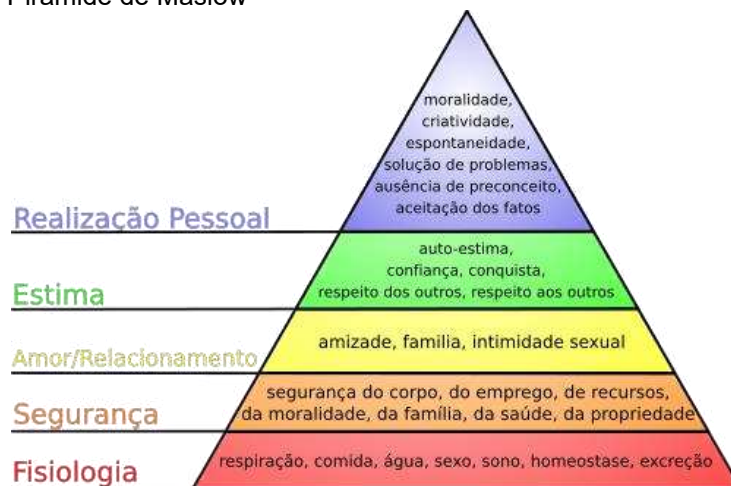 Pirâmide de Maslow
moralidade,
criatividade,
espontaneidade,
solução de problemas,
ausência de preconceito,
aceitação dos fatos
Realização Pessoal
auto-estima,
confiança, conquista,
respeito dos outros, respeito aos outros
Estima
amizade, familia, intimidade sexual
Amor/Relacionamento
segurança do corpo, do emprego, de recursos,
da moralidade, da família, da saúde, da propriedade
Segurança
respiração, comida, água, sexo, sono, homeostase, excreção
Fisiologia